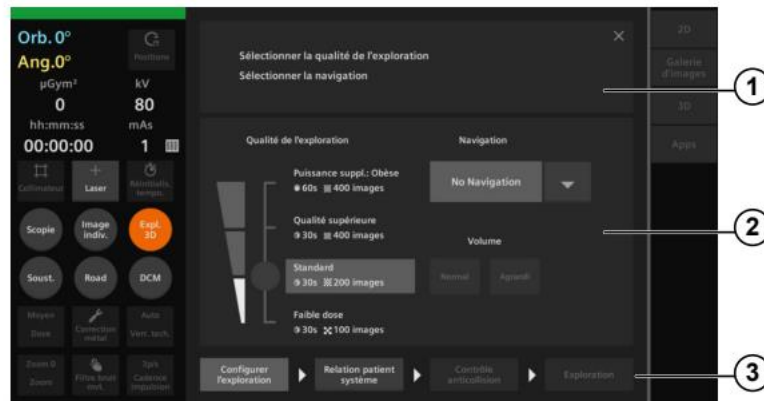 Orb. 0°
Ang.0°
Positions
µGym²
kV
0
80
hh:mm:ss
mAs
00:00:00
1
Collimateur
Laser
Réinitialis. tempo.
Scopie
Image indiv.
Expl. 3D
Soust.
Road
DCM
Moyen
Dose
Correction métal
Auto
Verr. tech.
Zoom 0
Zoom
Filtre bruit
Cadence impulsion
Sélectionner la qualité de l'exploration
Sélectionner la navigation
Qualité de l'exploration
Navigation
Puissance suppl.: Obèse
60s 400 images
No Navigation
Qualité supérieure
30s 400 images
Volume
Standard
30s 200 images
Normal
Agrandi
Faible dose
30s 100 images
Configurer l'exploration
Relation patient système
Contrôle anticollision
Exploration
2D
Galerie d'images
3D
Apps
1
2
3